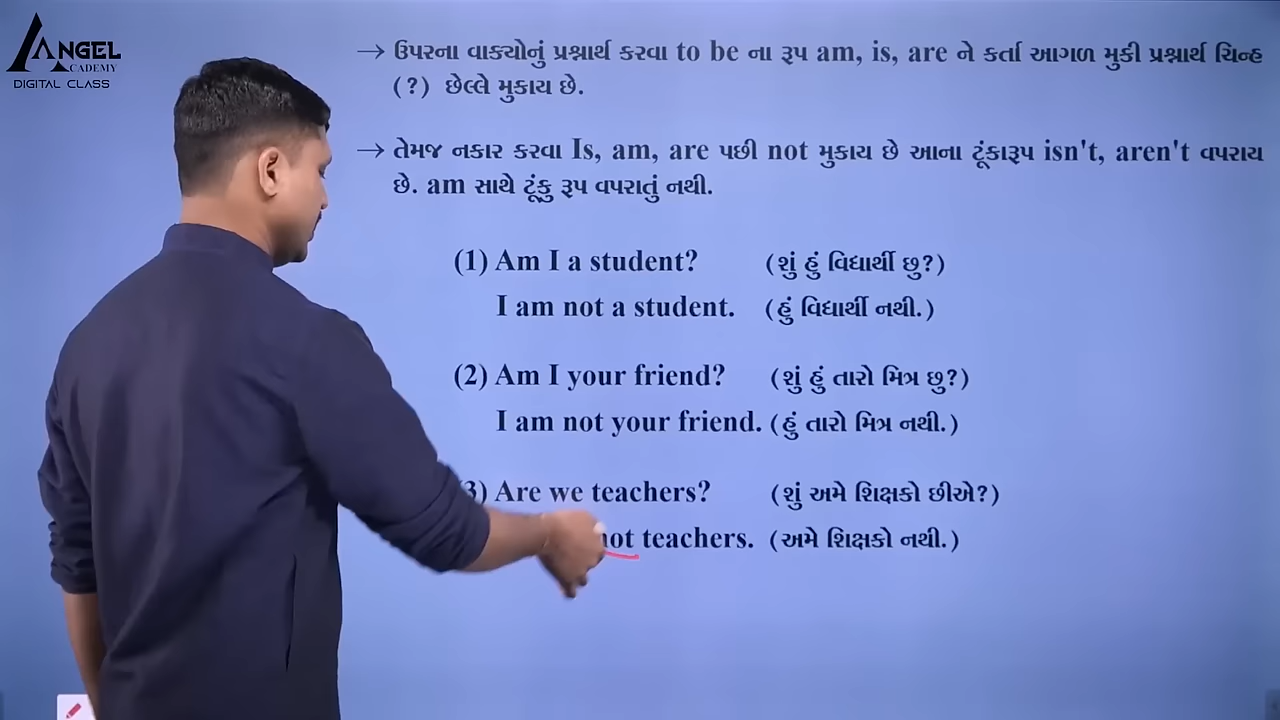 ANGEL
ACADEMY
DIGITAL CLASS
→ ઉપરના વાક્યોનું પ્રશ્નાર્થ કરવા to be ના રૂપ am, is, are ને કર્તા આગળ મુકી પ્રશ્નાર્થ ચિન્હ
(?) છેલ્લે મુકાય છે.
→ તેમજ નકાર કરવા Is, am, are પછી not મુકાય છે આના ટૂંકારૂપ isn't, aren't વપરાય
છે. am સાથે ટૂંકુ રૂપ વપરાતું નથી.
(1) Am I a student? (શું હું વિદ્યાર્થી છુ?)
I am not a student. (હું વિદ્યાર્થી નથી.)
(2) Am I your friend? (શું હું તારો મિત્ર છુ?)
I am not your friend. (હું તારો મિત્ર નથી.)
3) Are we teachers? (શું અમે શિક્ષકો છીએ?)
not teachers. (અમે શિક્ષકો નથી.)